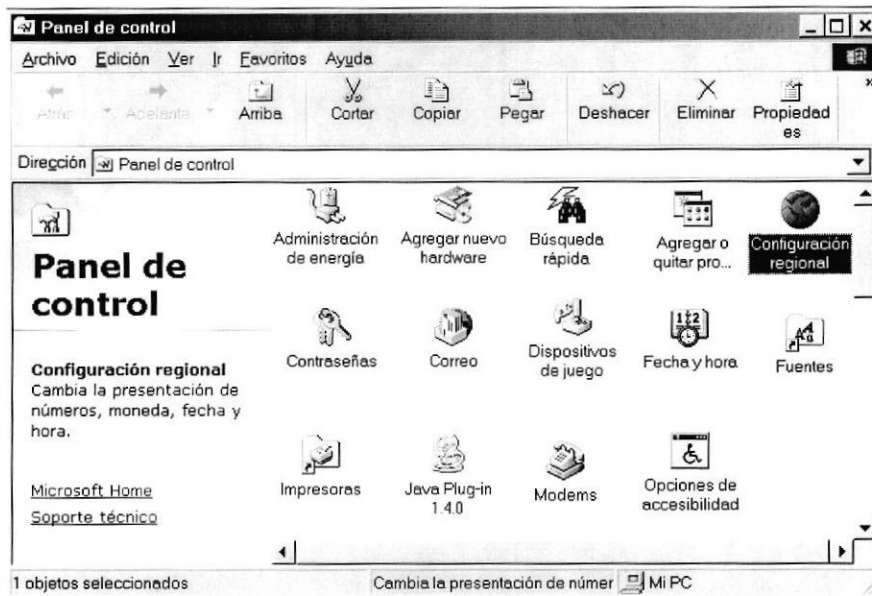 Panel de control
Archivo Edición Ver Ir Favoritos Ayuda
Atrás Adelante Arriba Cortar Copiar Pegar Deshacer Eliminar Propiedad
es
»
Dirección Panel de control
Panel de
control
Configuración regional
Cambia la presentación de
números, moneda, fecha y
hora.
Microsoft Home
Soporte técnico
Administración
de energía
Agregar nuevo
hardware
Búsqueda
rápida
Agregar o
quitar pro...
Configuración
regional
Contraseñas
Correo
Dispositivos
de juego
Fecha y hora
Fuentes
Impresoras
Java Plug-in
1.4.0
Modems
Opciones de
accesibilidad
1 objetos seleccionados Cambia la presentación de númer Mi PC